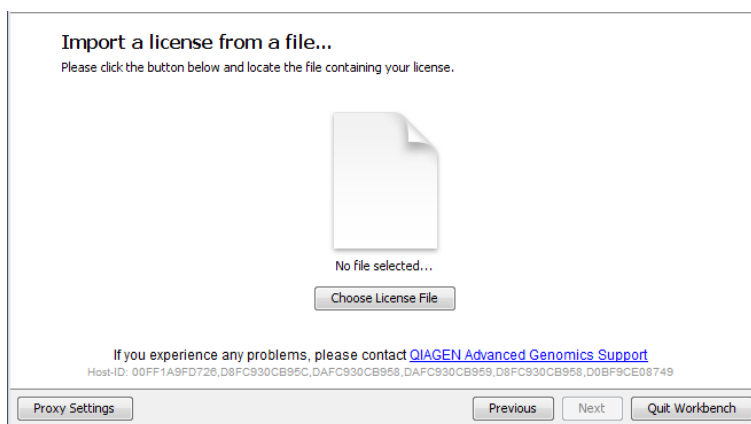 Import a license from a file...
Please click the button below and locate the file containing your license.
No file selected...
Choose License File
If you experience any problems, please contact QIAGEN Advanced Genomics Support
Host-ID: 00FF1A9FD726,D8FC930CB95C,DAFC930CB958,DAFC930CB959,D8FC930CB958,D0BF9CE08749
Proxy Settings
Previous
Next
Quit Workbench